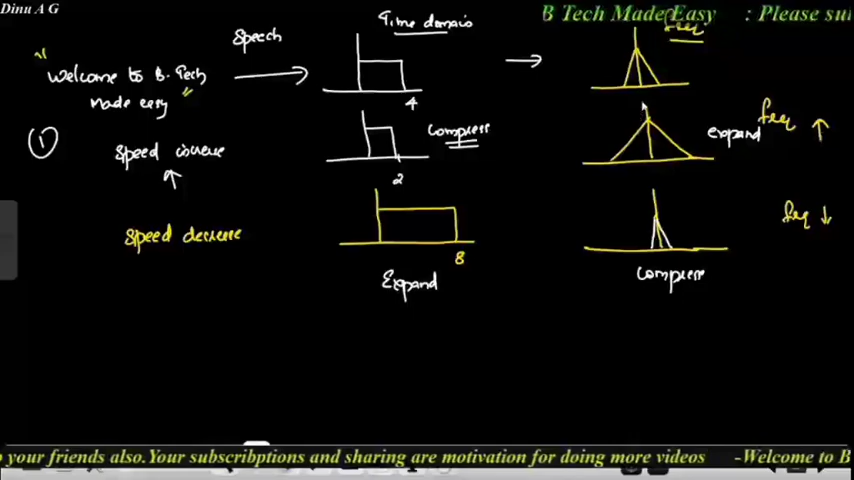 Dinu A G
B Tech Made Easy : Please su
Time domain
freq
Speech
" Welcome to B. Tech
made easy "
4
1
Speed increase
compress
expand
freq ↑
2
Speed decrease
freq ↓
8
Expand
compress
o your friends also.Your subscribptions and sharing are motivation for doing more videos -Welcome to B